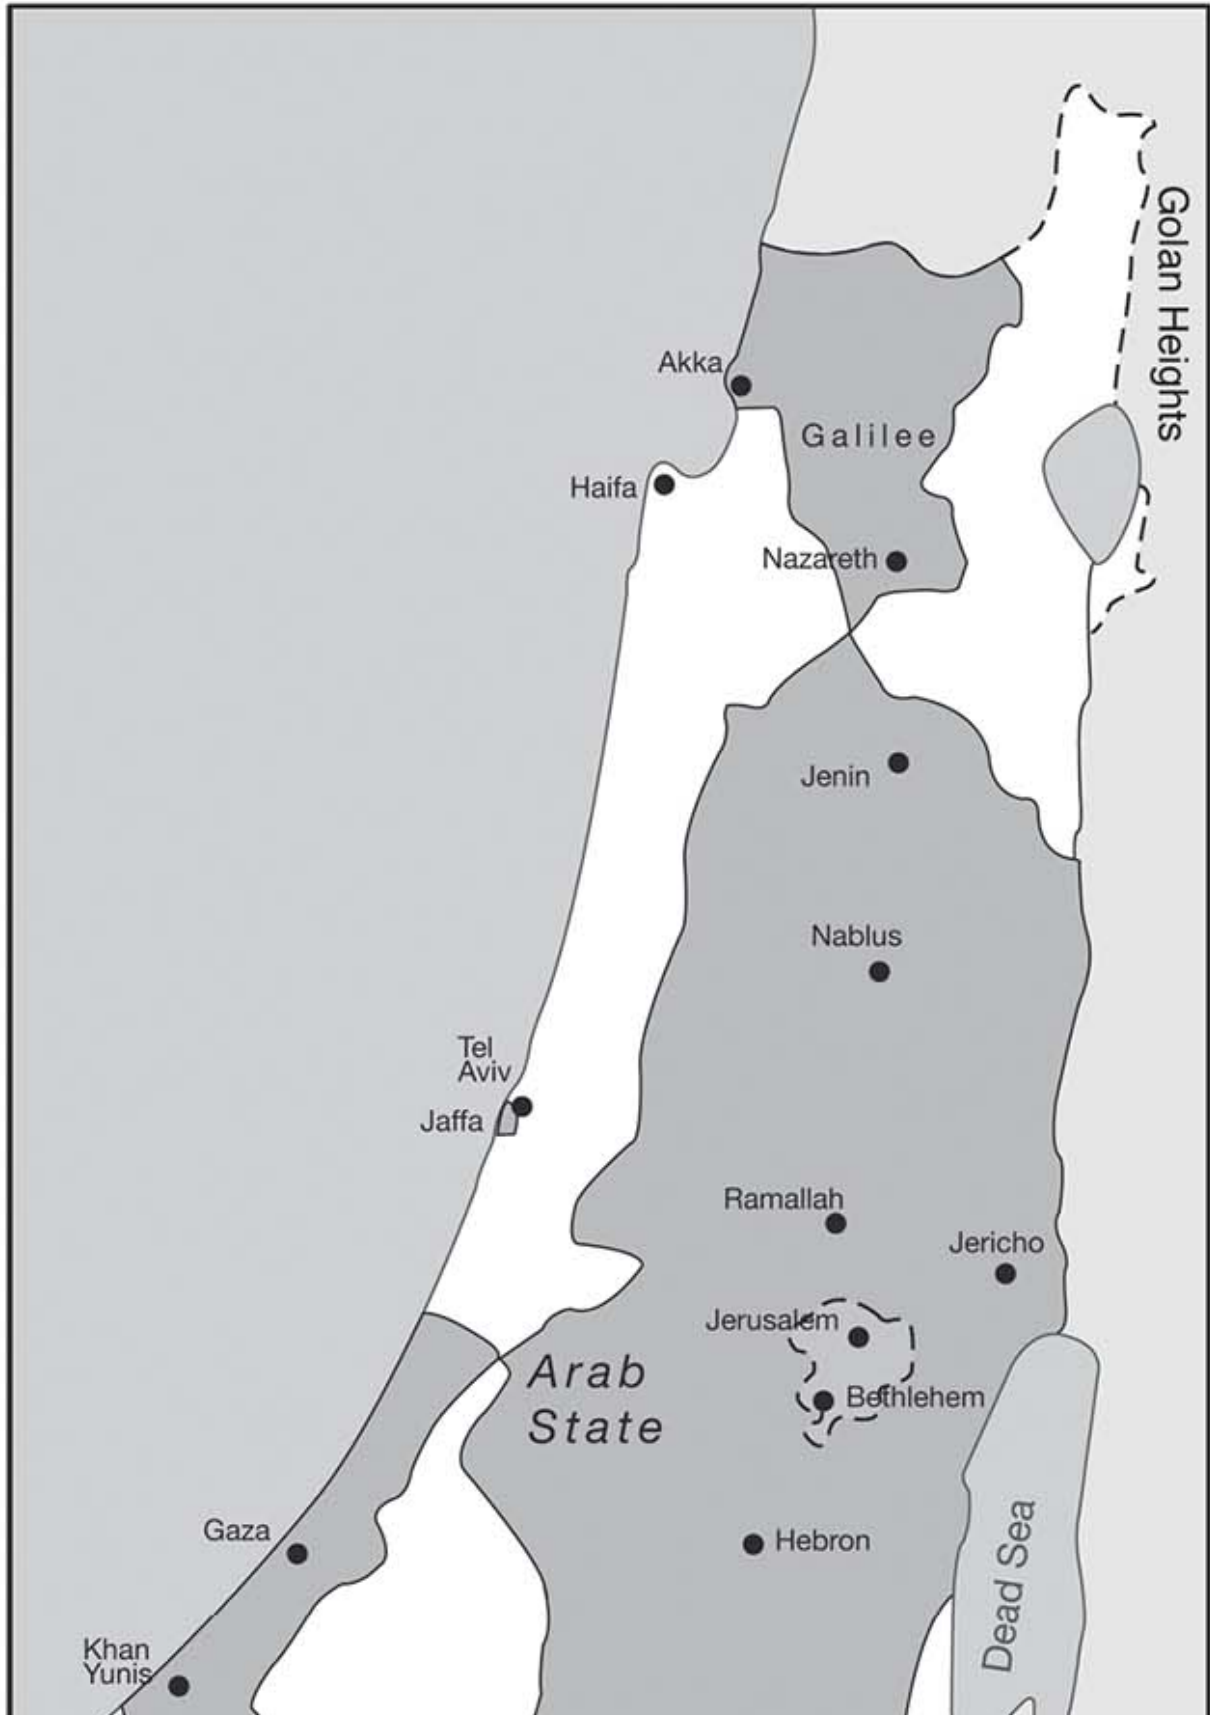 Golan Heights
Akka
Galilee
Haifa
Nazareth
Jenin
Nablus
Tel
Aviv
Jaffa
Ramallah
Jericho
Jerusalem
Arab
State
Bethlehem
Gaza
Hebron
Dead Sea
Khan
Yunis